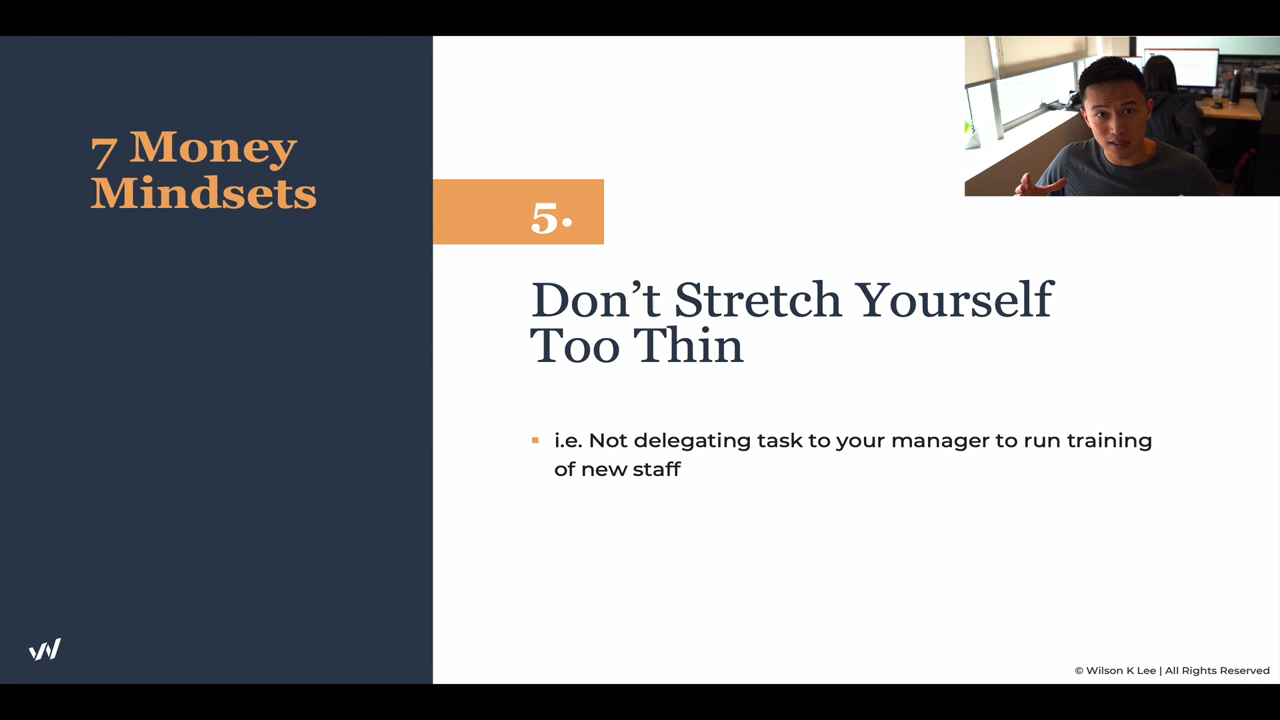 7 Money
Mindsets
5.
Don’t Stretch Yourself
Too Thin
▪ i.e. Not delegating task to your manager to run training
of new staff
© Wilson K Lee | All Rights Reserved